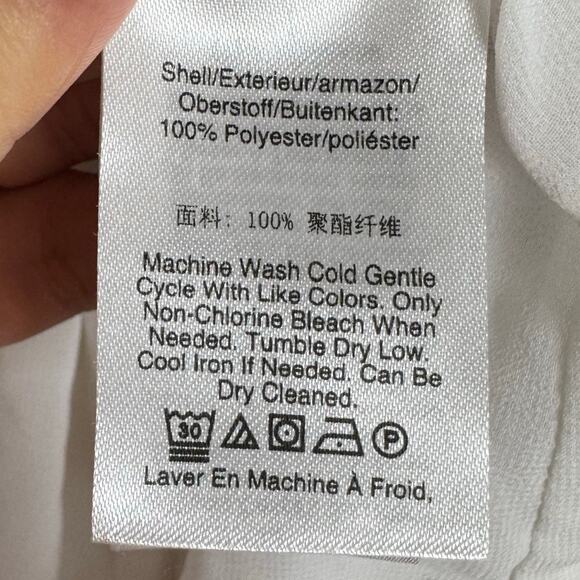 Shell/Exterieur/armazon/
Oberstoff/Buitenkant:
100% Polyester/poliéster
面料: 100% 聚酯纤维
Machine Wash Cold Gentle
Cycle With Like Colors. Only
Non-Chlorine Bleach When
Needed. Tumble Dry Low.
Cool Iron If Needed. Can Be
Dry Cleaned.
30 P
Laver En Machine À Froid,